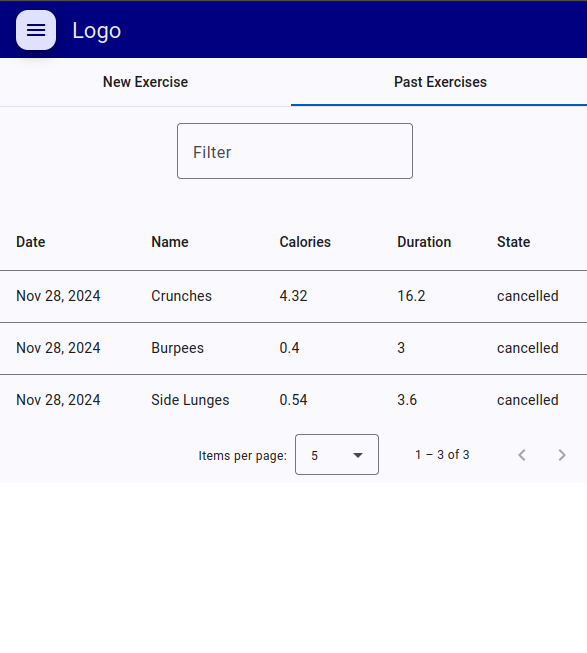 Logo
New Exercise Past Exercises
Filter
Date Name Calories Duration State
Nov 28, 2024 Crunches 4.32 16.2 cancelled
Nov 28, 2024 Burpees 0.4 3 cancelled
Nov 28, 2024 Side Lunges 0.54 3.6 cancelled
Items per page: 5 1 – 3 of 3